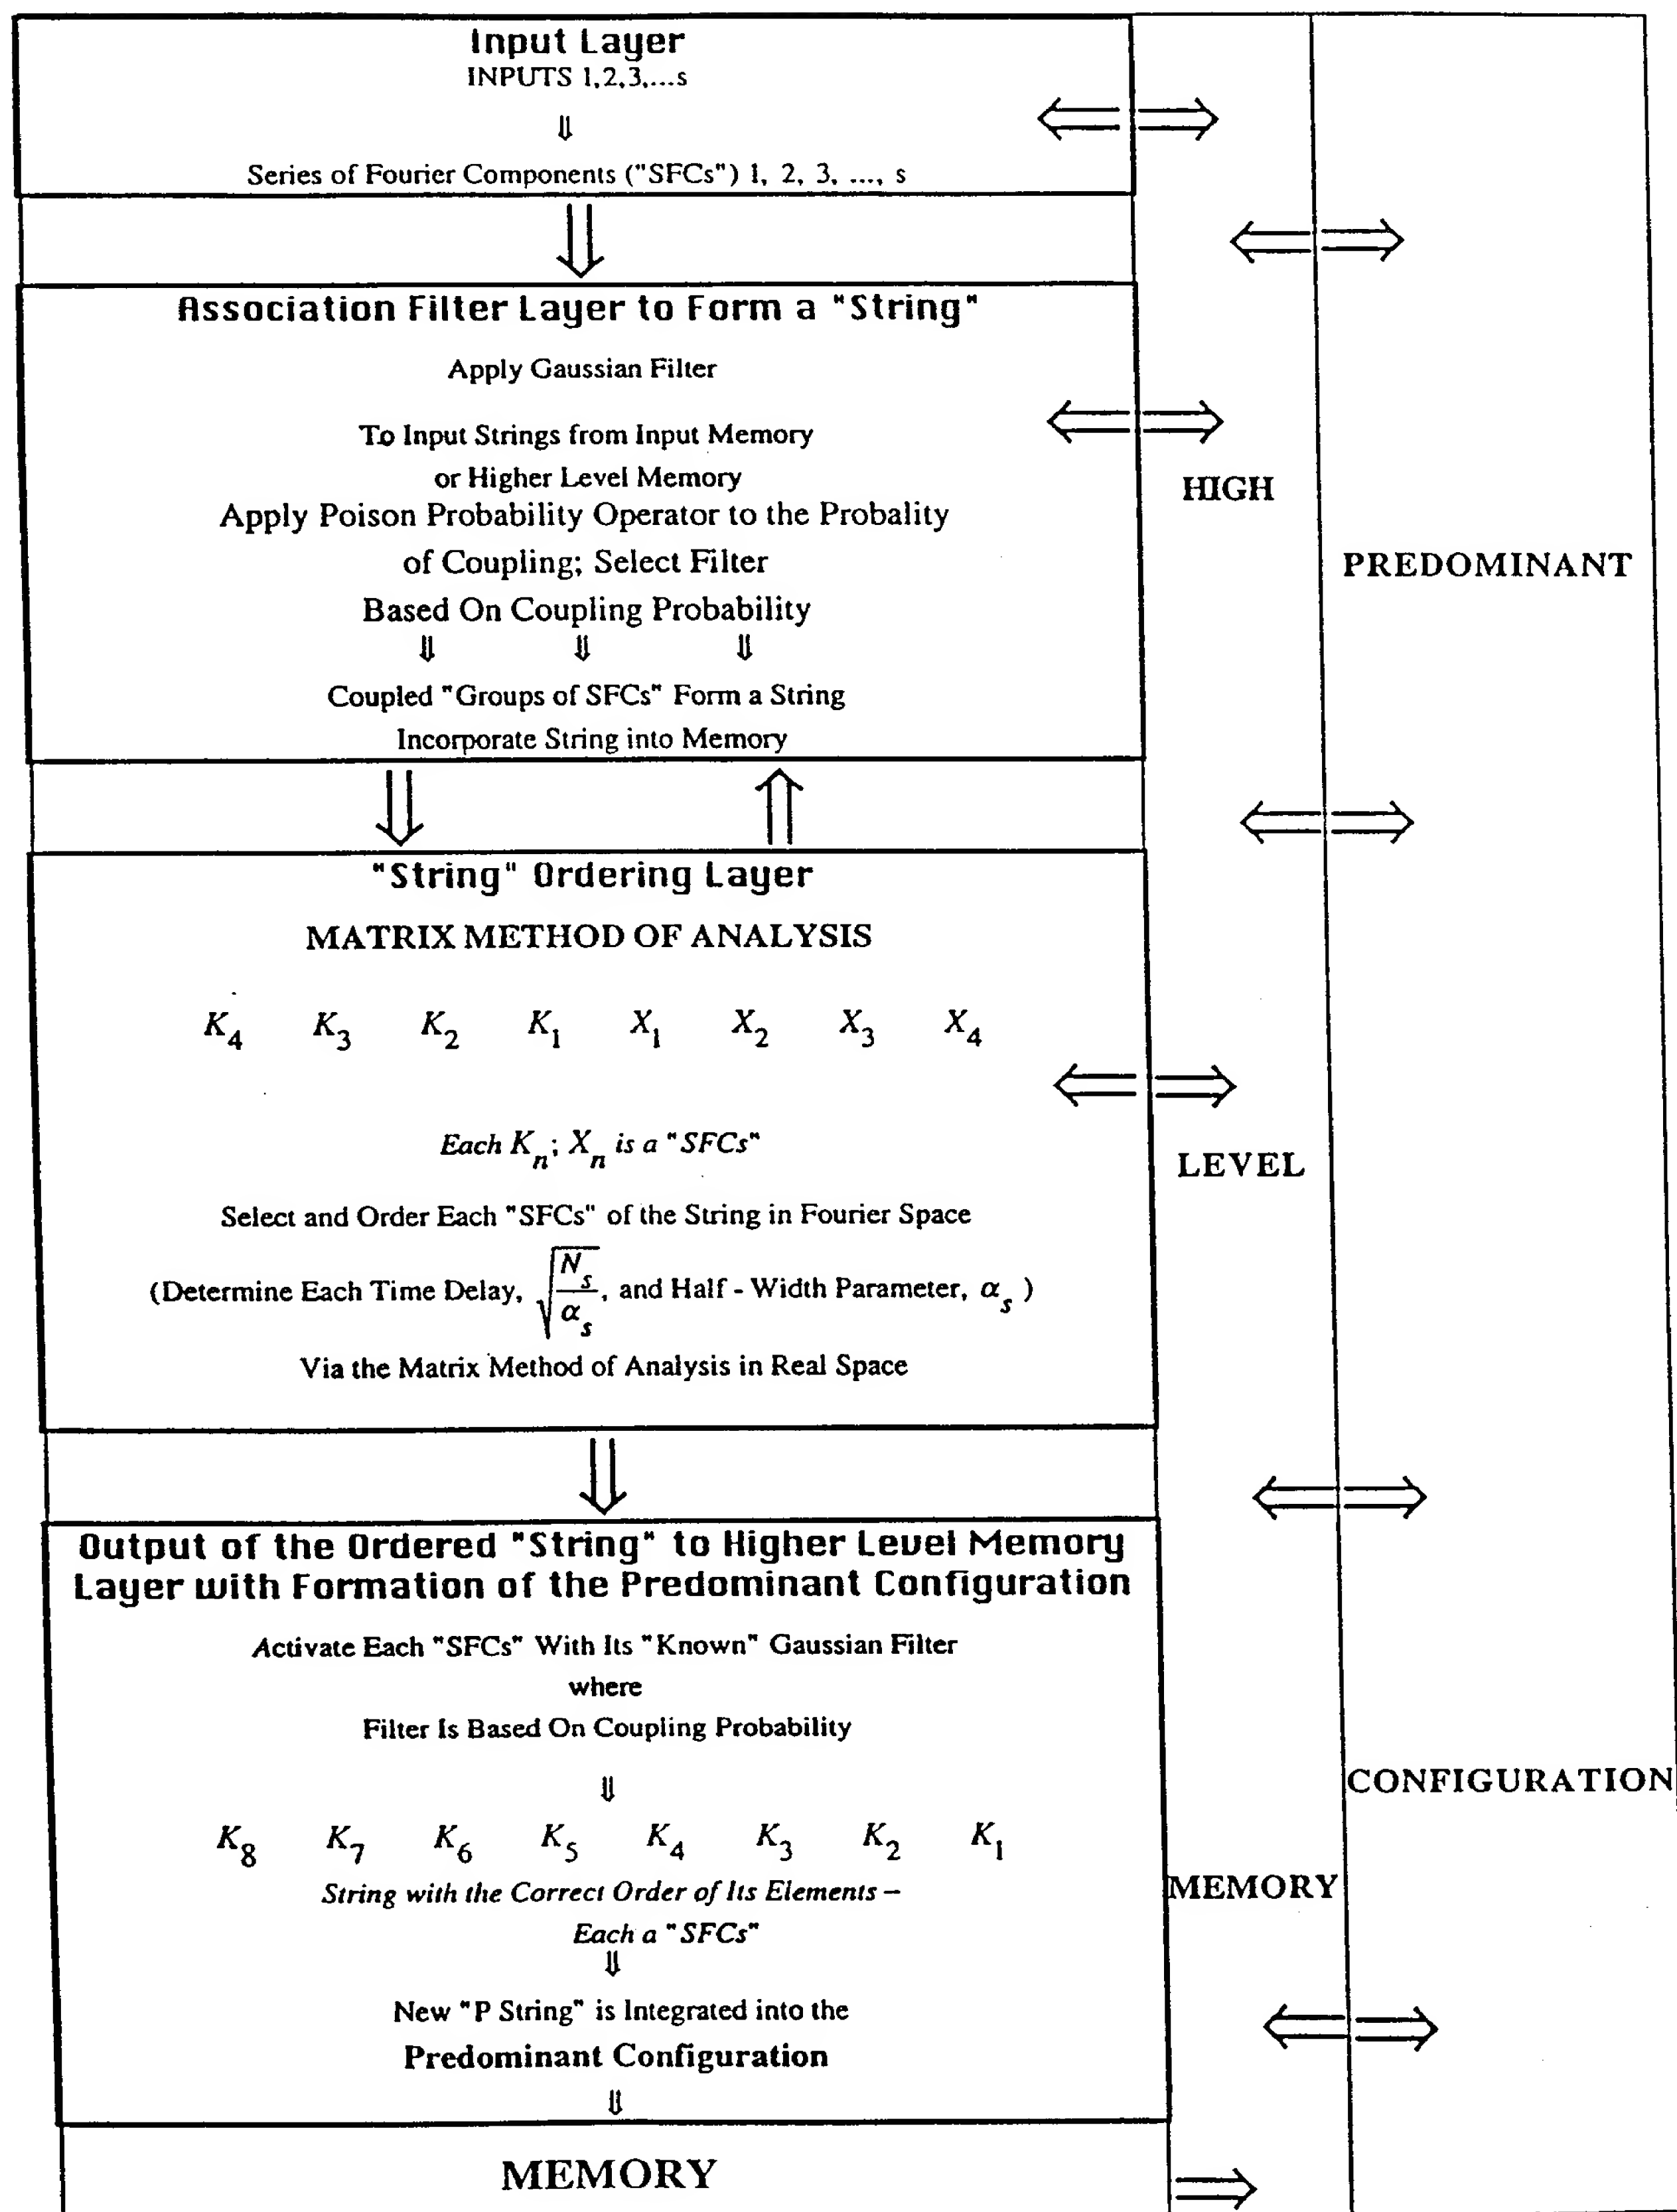 Input Layer
INPUTS 1,2,3,...s
⇓
Series of Fourier Components ("SFCs") 1, 2, 3, ..., s
Association Filter Layer to Form a "String"
Apply Gaussian Filter
To Input Strings from Input Memory
or Higher Level Memory
Apply Poison Probability Operator to the Probality
of Coupling; Select Filter
Based On Coupling Probability
⇓ ⇓ ⇓
Coupled "Groups of SFCs" Form a String
Incorporate String into Memory
"String" Ordering Layer
MATRIX METHOD OF ANALYSIS
K4 K3 K2 K1 X1 X2 X3 X4
Each Kn; Xn is a "SFCs"
Select and Order Each "SFCs" of the String in Fourier Space
(Determine Each Time Delay, √(Ns/αs), and Half - Width Parameter, αs )
Via the Matrix Method of Analysis in Real Space
Output of the Ordered "String" to Higher Level Memory
Layer with Formation of the Predominant Configuration
Activate Each "SFCs" With Its "Known" Gaussian Filter
where
Filter Is Based On Coupling Probability
⇓
K8 K7 K6 K5 K4 K3 K2 K1
String with the Correct Order of Its Elements –
Each a "SFCs"
⇓
New "P String" is Integrated into the
Predominant Configuration
⇓
MEMORY
HIGH
LEVEL
MEMORY
PREDOMINANT
CONFIGURATION